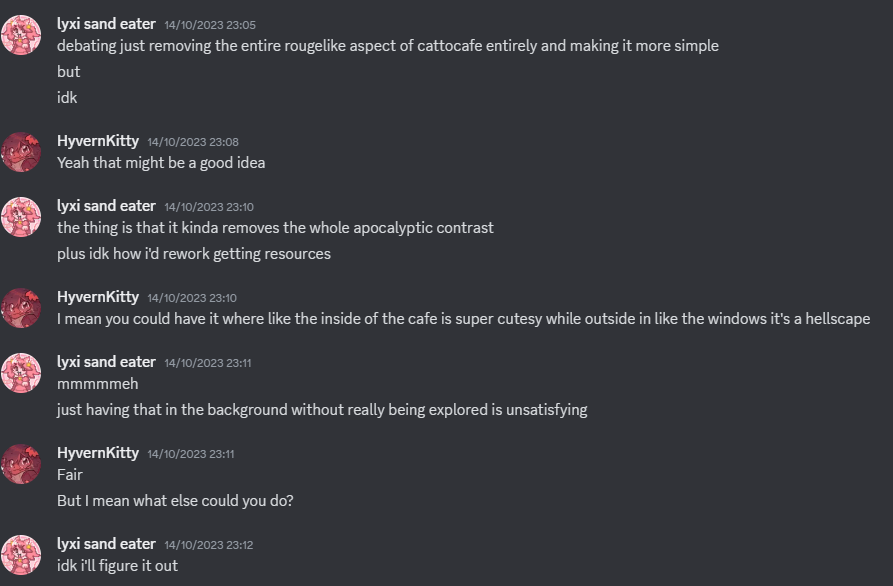 lyxi sand eater 14/10/2023 23:05
debating just removing the entire rougelike aspect of cattocafe entirely and making it more simple
but
idk
HyvernKitty 14/10/2023 23:08
Yeah that might be a good idea
lyxi sand eater 14/10/2023 23:10
the thing is that it kinda removes the whole apocalyptic contrast
plus idk how i'd rework getting resources
HyvernKitty 14/10/2023 23:10
I mean you could have it where like the inside of the cafe is super cutesy while outside in like the windows it's a hellscape
lyxi sand eater 14/10/2023 23:11
mmmmmeh
just having that in the background without really being explored is unsatisfying
HyvernKitty 14/10/2023 23:11
Fair
But I mean what else could you do?
lyxi sand eater 14/10/2023 23:12
idk i'll figure it out